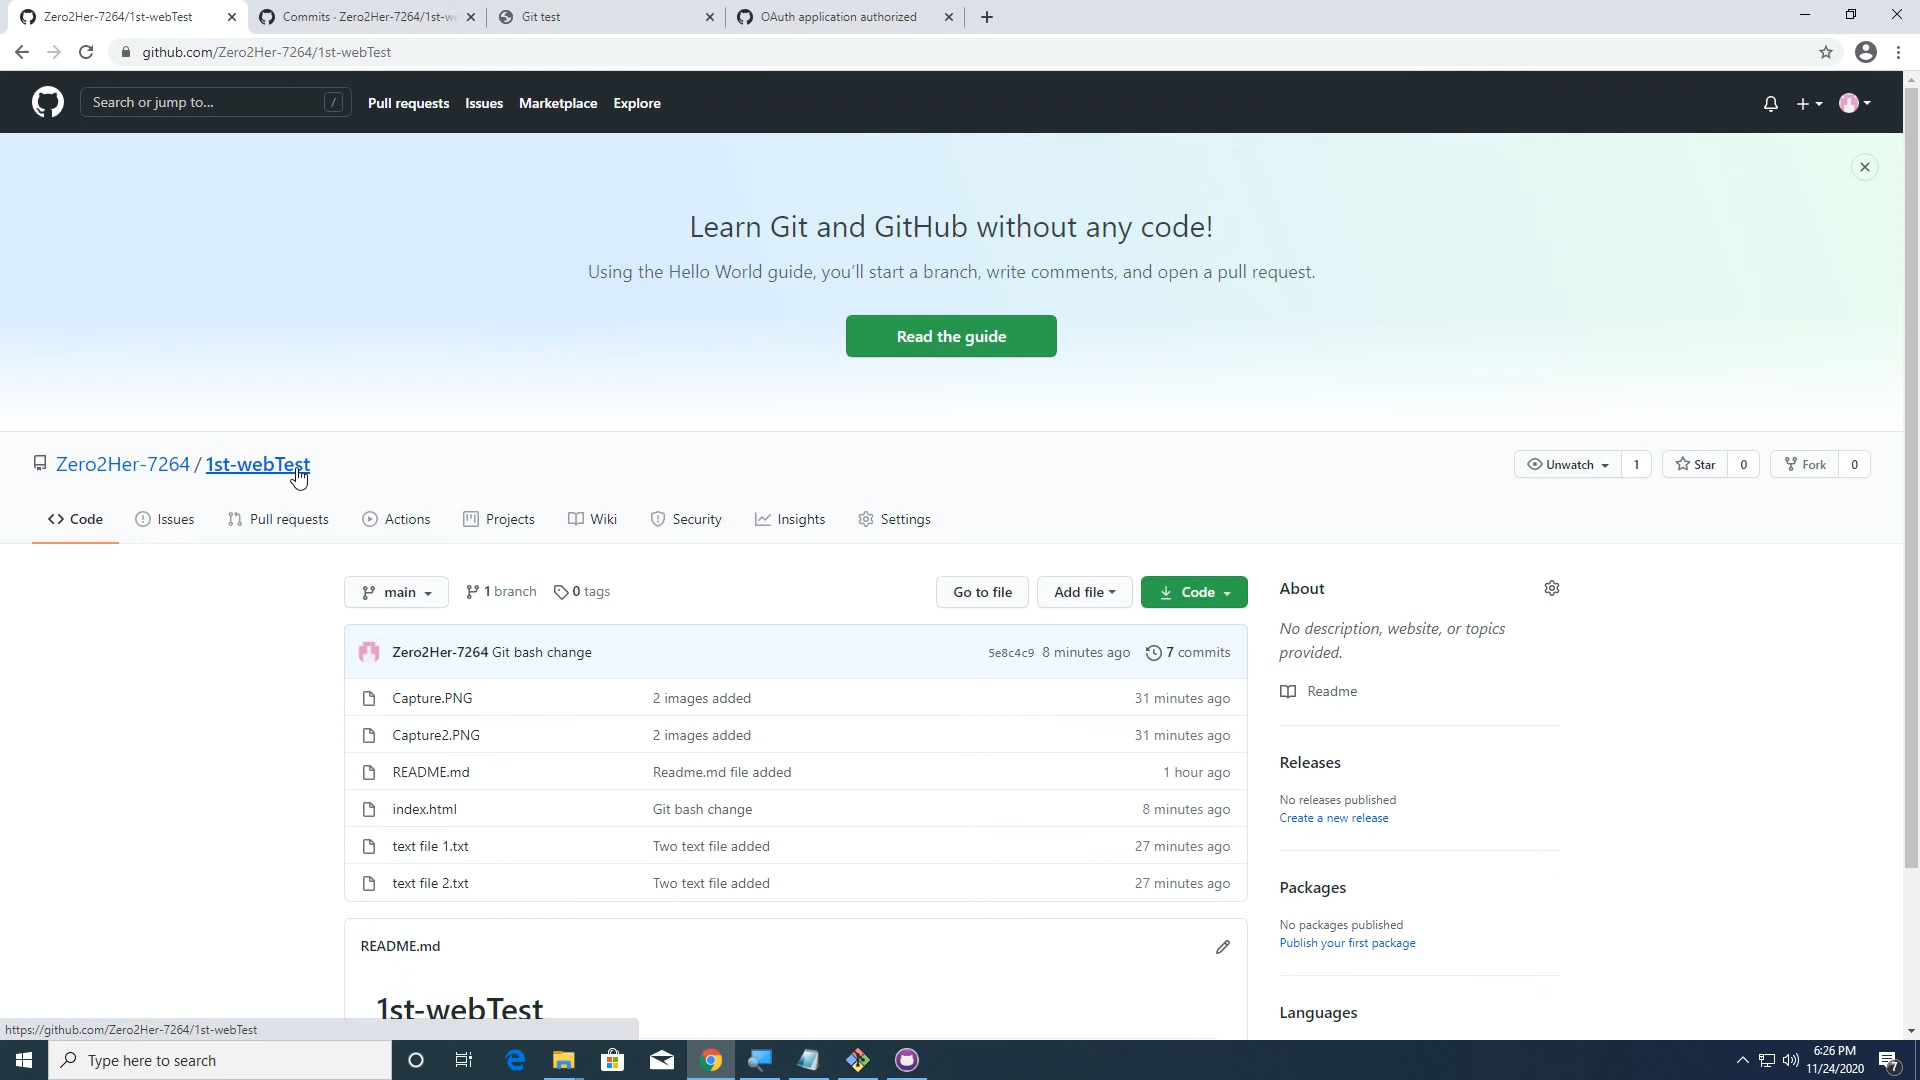 Zero2Her-7264/1st-webTest
Commits · Zero2Her-7264/1st-we
Git test
OAuth application authorized
github.com/Zero2Her-7264/1st-webTest
Search or jump to...
/
Pull requests
Issues
Marketplace
Explore
Learn Git and GitHub without any code!
Using the Hello World guide, you’ll start a branch, write comments, and open a pull request.
Read the guide
Zero2Her-7264 / 1st-webTest
Unwatch
1
Star
0
Fork
0
Code
Issues
Pull requests
Actions
Projects
Wiki
Security
Insights
Settings
main
1 branch
0 tags
Go to file
Add file
Code
Zero2Her-7264 Git bash change
5e8c4c9 8 minutes ago
7 commits
Capture.PNG
2 images added
31 minutes ago
Capture2.PNG
2 images added
31 minutes ago
README.md
Readme.md file added
1 hour ago
index.html
Git bash change
8 minutes ago
text file 1.txt
Two text file added
27 minutes ago
text file 2.txt
Two text file added
27 minutes ago
README.md
1st-webTest
About
No description, website, or topics
provided.
Readme
Releases
No releases published
Create a new release
Packages
No packages published
Publish your first package
Languages
https://github.com/Zero2Her-7264/1st-webTest
Type here to search
6:26 PM
11/24/2020
7